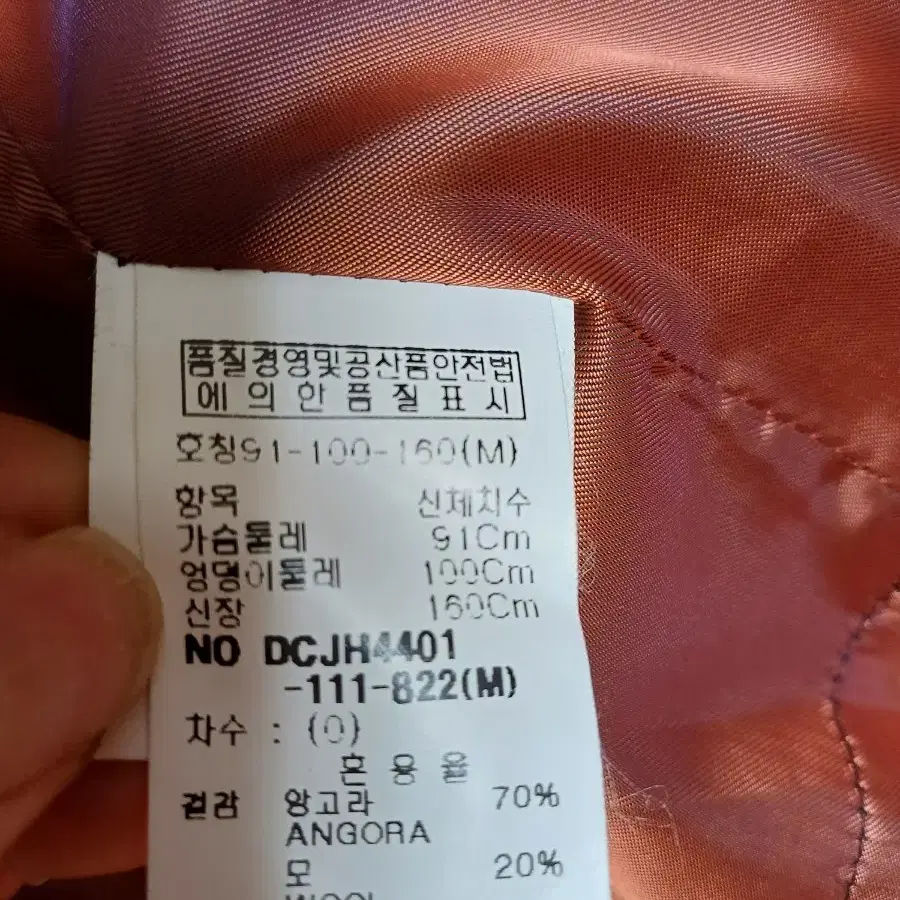 품질경영및공산품안전법
에 의 한 품 질 표 시
호칭91-100-160(M)
항목 신체치수
가슴둘레 91Cm
엉덩이둘레 100Cm
신장 160Cm
NO DCJH4401
-111-822(M)
차수 : (0)
혼 용 율
겉감 앙고라 70%
ANGORA
모 20%
WOOL